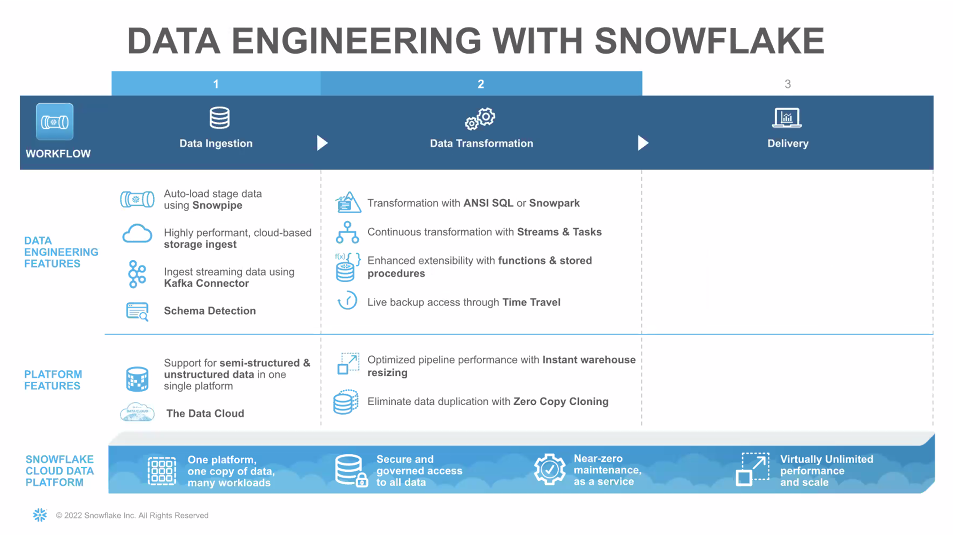 DATA ENGINEERING WITH SNOWFLAKE
1
2
3
WORKFLOW
Data Ingestion
Data Transformation
Delivery
DATA
ENGINEERING
FEATURES
Auto-load stage data
using Snowpipe
Highly performant, cloud-based
storage ingest
Ingest streaming data using
Kafka Connector
Schema Detection
Transformation with ANSI SQL or Snowpark
Continuous transformation with Streams & Tasks
f(x) { }
Enhanced extensibility with functions & stored
procedures
Live backup access through Time Travel
PLATFORM
FEATURES
Support for semi-structured &
unstructured data in one
single platform
DATA CLOUD
The Data Cloud
Optimized pipeline performance with Instant warehouse
resizing
Eliminate data duplication with Zero Copy Cloning
SNOWFLAKE
CLOUD DATA
PLATFORM
One platform,
one copy of data,
many workloads
Secure and
governed access
to all data
Near-zero
maintenance,
as a service
Virtually Unlimited
performance
and scale
© 2022 Snowflake Inc. All Rights Reserved